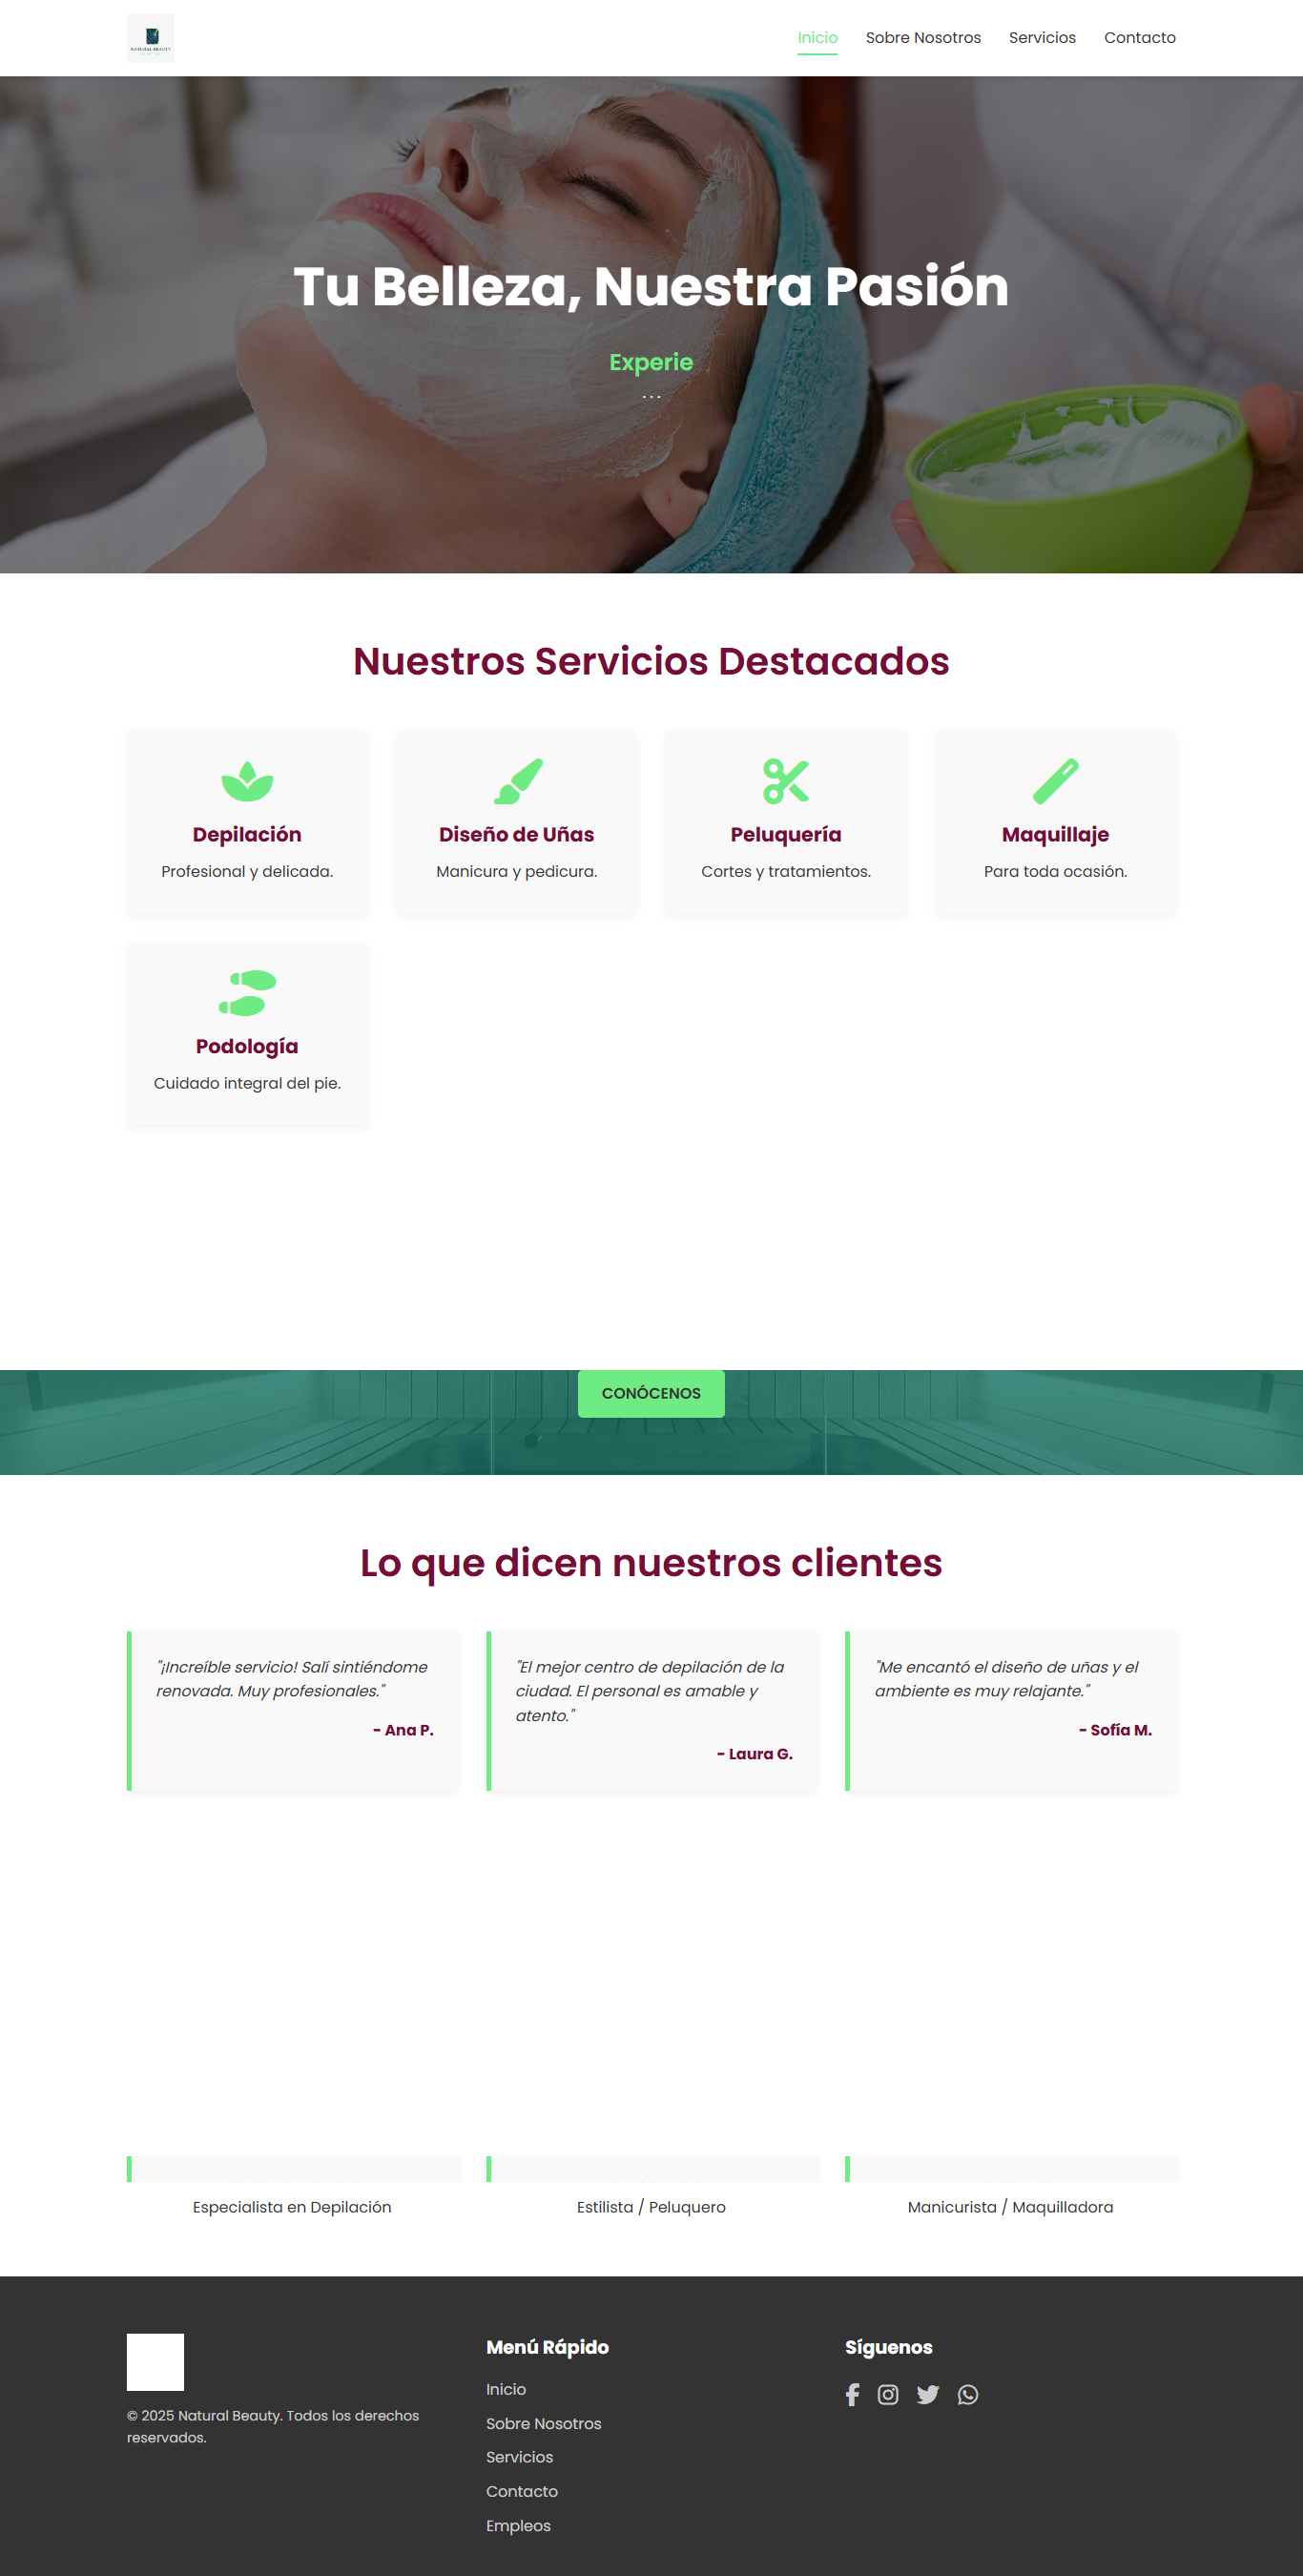 NATURAL BEAUTY
Inicio
Sobre Nosotros
Servicios
Contacto
Tu Belleza, Nuestra Pasión
Experie
...
Nuestros Servicios Destacados
Depilación
Profesional y delicada.
Diseño de Uñas
Manicura y pedicura.
Peluquería
Cortes y tratamientos.
Maquillaje
Para toda ocasión.
Podología
Cuidado integral del pie.
CONÓCENOS
Lo que dicen nuestros clientes
"¡Increíble servicio! Salí sintiéndome
renovada. Muy profesionales."
- Ana P.
"El mejor centro de depilación de la
ciudad. El personal es amable y
atento."
- Laura G.
"Me encantó el diseño de uñas y el
ambiente es muy relajante."
- Sofía M.
Especialista en Depilación
Estilista / Peluquero
Manicurista / Maquilladora
© 2025 Natural Beauty. Todos los derechos
reservados.
Menú Rápido
Inicio
Sobre Nosotros
Servicios
Contacto
Empleos
Síguenos